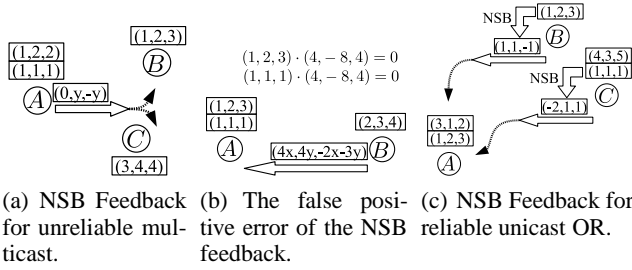 (1,2,2)
(1,1,1)
A
(0,y,-y)
(1,2,3)
B
C
(3,4,4)
(1, 2, 3) · (4, −8, 4) = 0
(1, 1, 1) · (4, −8, 4) = 0
(1,2,3)
(1,1,1)
A
(4x,4y,-2x-3y)
(2,3,4)
B
NSB
(1,2,3)
(1,1,-1)
B
(4,3,5)
(1,1,1)
NSB
C
(-2,1,1)
(3,1,2)
(1,2,3)
A
(a) NSB Feedback
for unreliable mul-
ticast.
(b) The false posi-
tive error of the NSB
feedback.
(c) NSB Feedback for
reliable unicast OR.